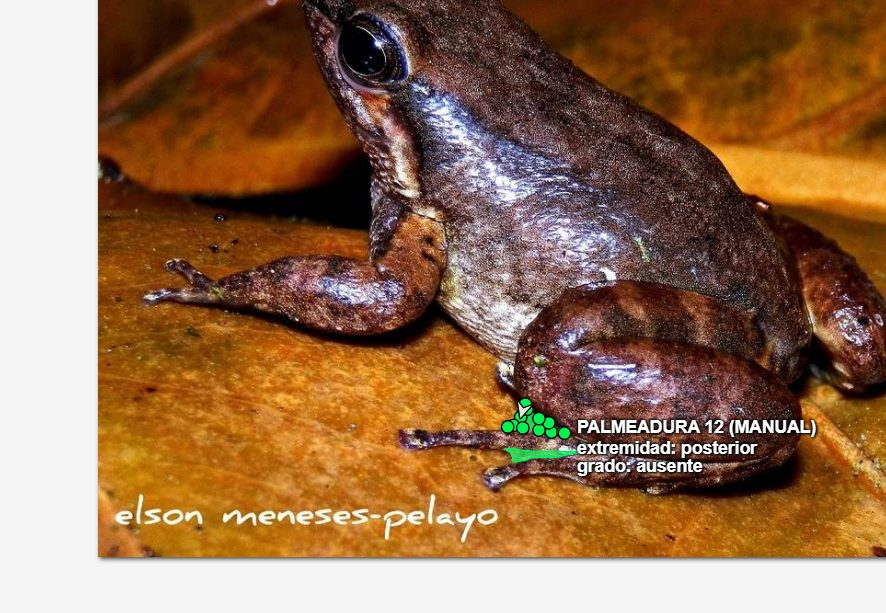 PALMEADURA 12 (MANUAL)
extremidad: posterior
grado: ausente
elson meneses-pelayo